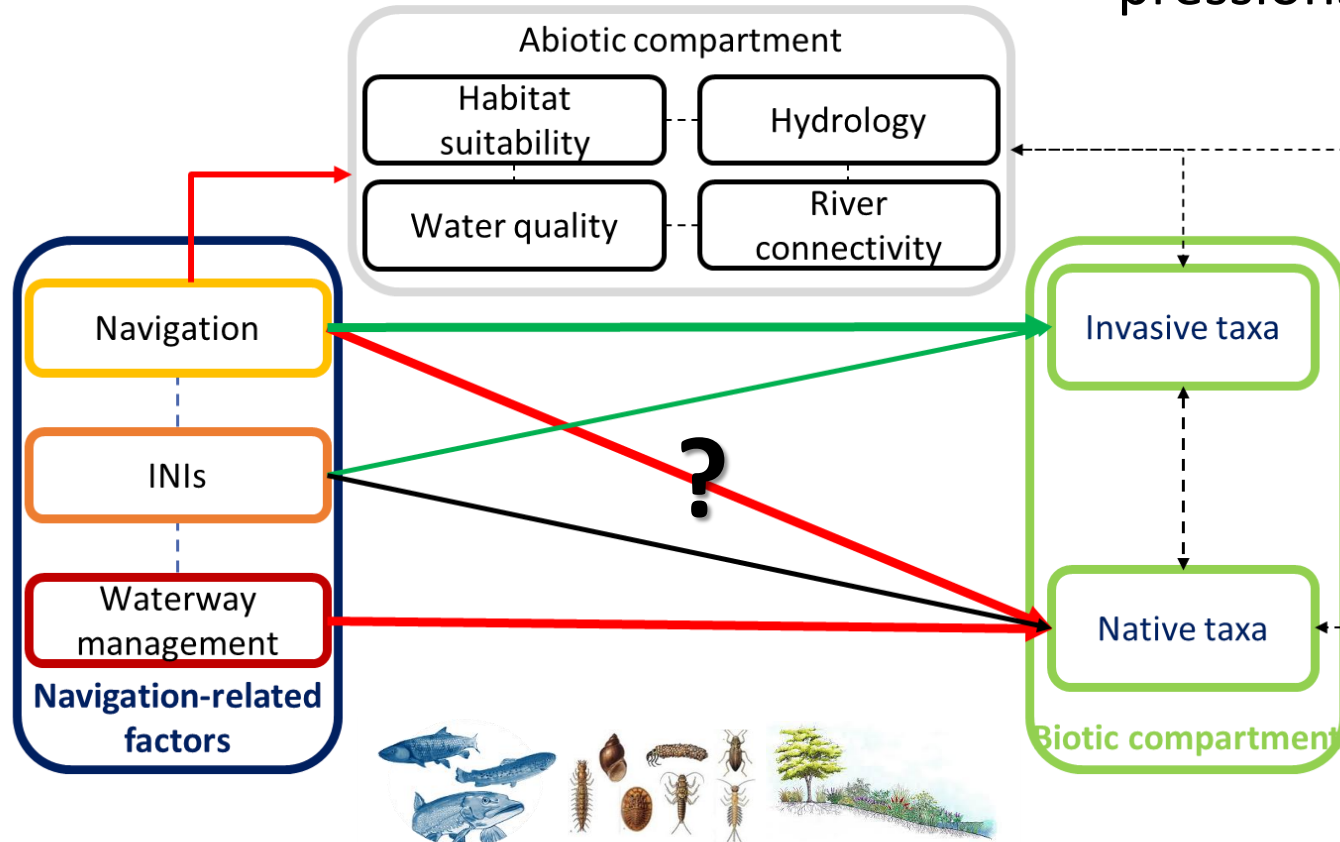 pression
Abiotic compartment
Habitat
suitability
Hydrology
Water quality
River
connectivity
Navigation
INIs
Waterway
management
Navigation-related
factors
Invasive taxa
?
Native taxa
Biotic compartment